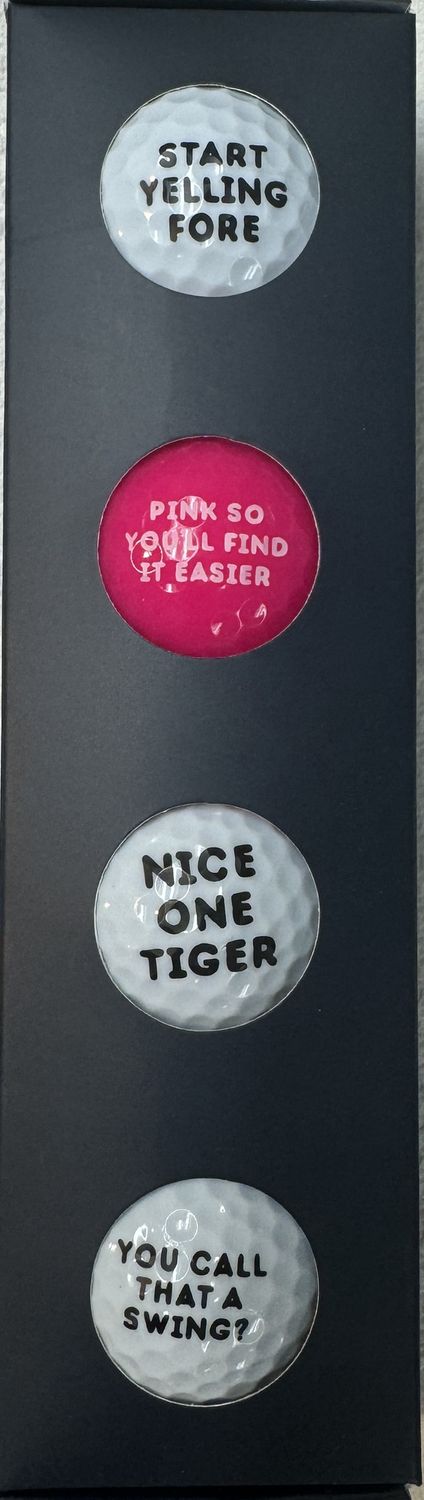 START
YELLING
FORE
PINK SO
YOU'LL FIND
IT EASIER
NICE
ONE
TIGER
YOU CALL
THAT A
SWING?